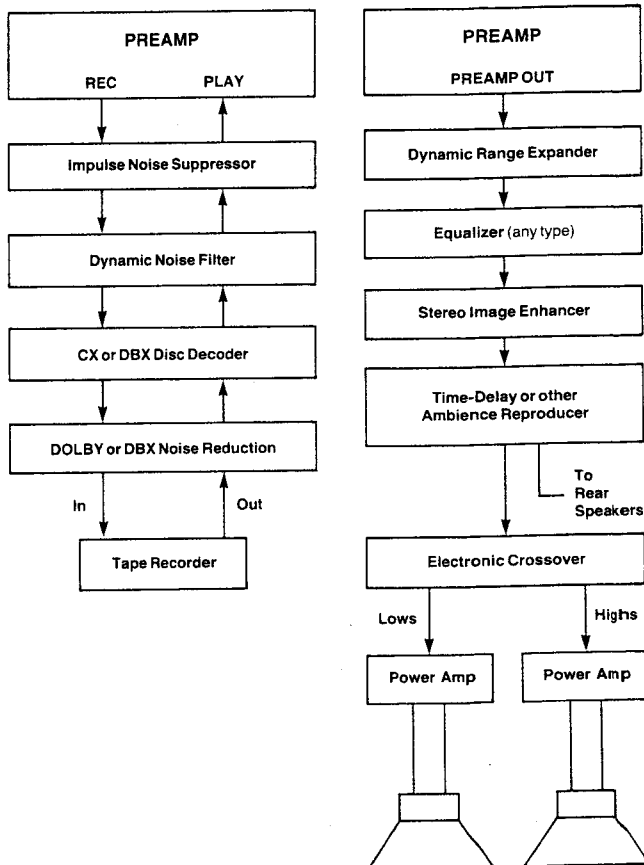 PREAMP
REC PLAY
Impulse Noise Suppressor
Dynamic Noise Filter
CX or DBX Disc Decoder
DOLBY or DBX Noise Reduction
In Out
Tape Recorder
PREAMP
PREAMP OUT
Dynamic Range Expander
Equalizer (any type)
Stereo Image Enhancer
Time-Delay or other
Ambience Reproducer
To
Rear
Speakers
Electronic Crossover
Lows Highs
Power Amp Power Amp